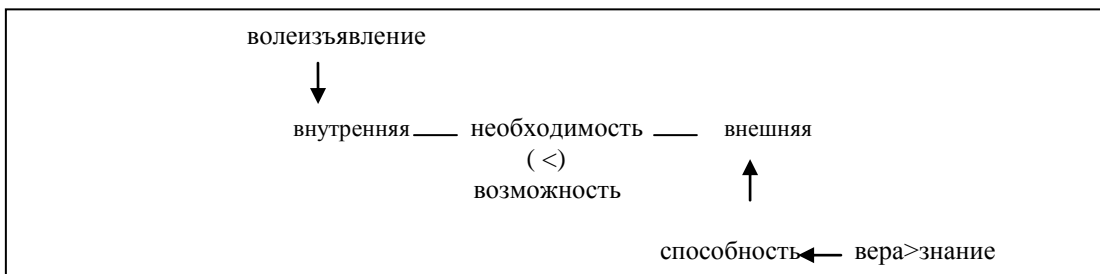 волеизъявление
внутренняя необходимость внешняя
( <)
возможность
способность вера>знание